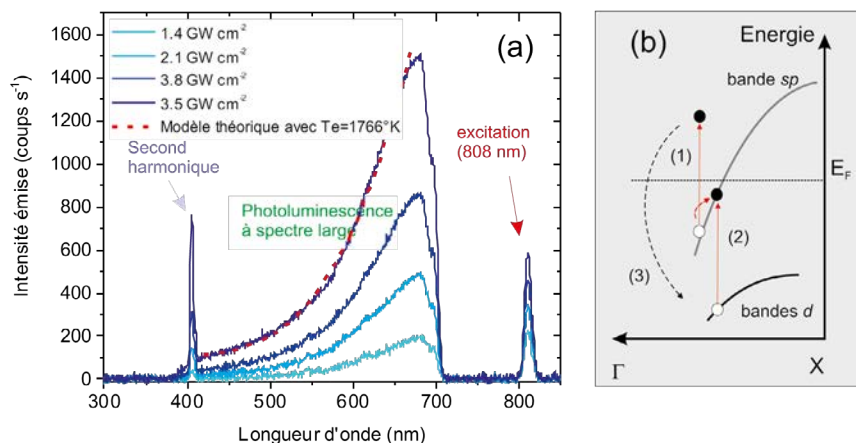 (a)
1.4 GW cm-2
2.1 GW cm-2
3.8 GW cm-2
3.5 GW cm-2
Modèle théorique avec Te=1766°K
Second
harmonique
excitation
(808 nm)
Photoluminescence
à spectre large
Intensité émise (coups s-1)
1600
1400
1200
1000
800
600
400
200
0
300
400
500
600
700
800
Longueur d'onde (nm)
(b)
Energie
bande sp
(1)
EF
(2)
(3)
bandes d
Γ
X